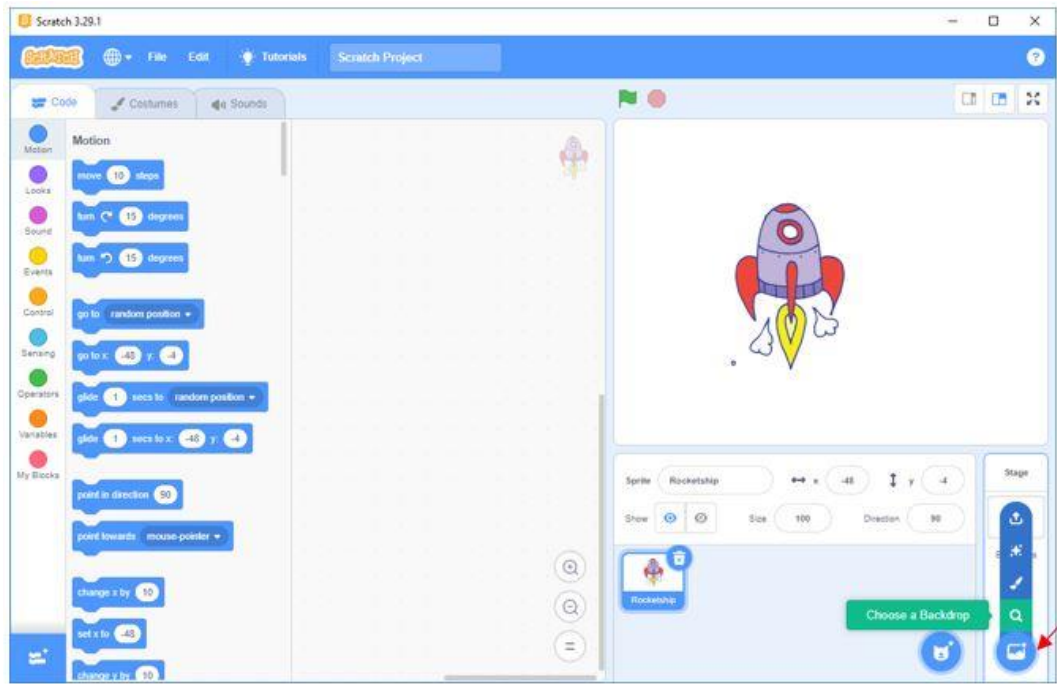 Scratch 3.29.1
SCRATCH File Edit Tutorials Scratch Project ?
Code Costumes Sounds
Motion
Looks
Sound
Events
Control
Sensing
Operators
Variables
My Blocks
Motion
move 10 steps
turn 15 degrees
turn 15 degrees
go to random position
go to x: -48 y: -4
glide 1 secs to random position
glide 1 secs to x: -48 y: -4
point in direction 90
point towards mouse-pointer
change x by 10
set x to -48
change y by 10
Sprite Rocketship x -48 y -4
Show Size 100 Direction 90
Rocketship
Stage
Choose a Backdrop